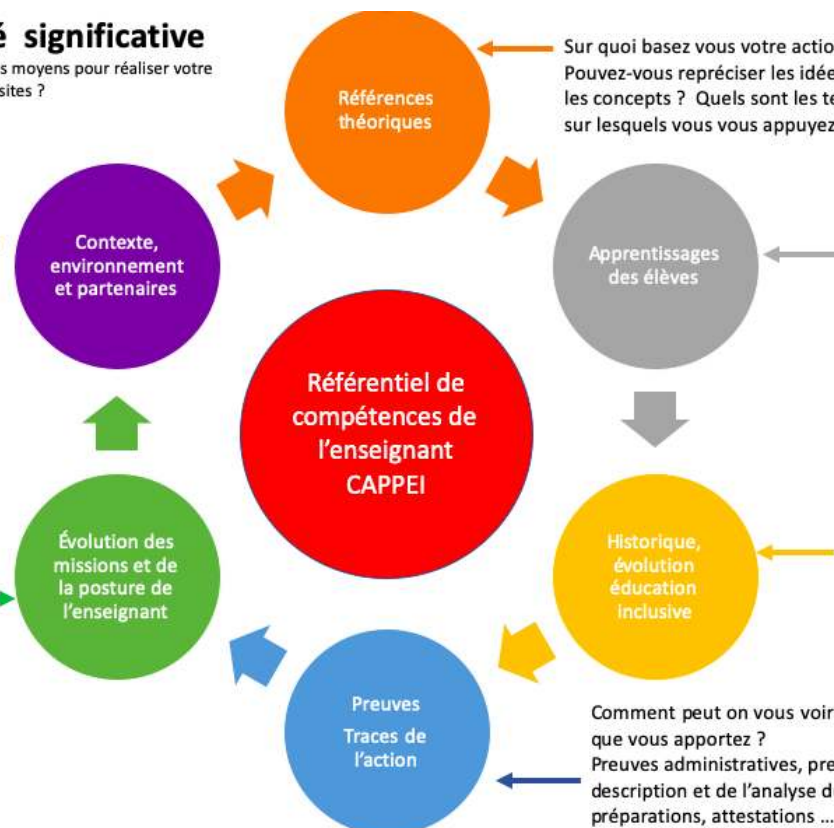 é significative
s moyens pour réaliser votre
sites ?
Références
théoriques
Sur quoi basez vous votre action
Pouvez-vous repréciser les idée
les concepts ? Quels sont les te
sur lesquels vous vous appuyez
Contexte,
environnement
et partenaires
Apprentissages
des élèves
Référentiel de
compétences de
l'enseignant
CAPPEI
Évolution des
missions et de
la posture de
l'enseignant
Historique,
évolution
éducation
inclusive
Preuves
Traces de
l'action
Comment peut on vous voir
que vous apportez ?
Preuves administratives, pre
description et de l'analyse d
préparations, attestations ...